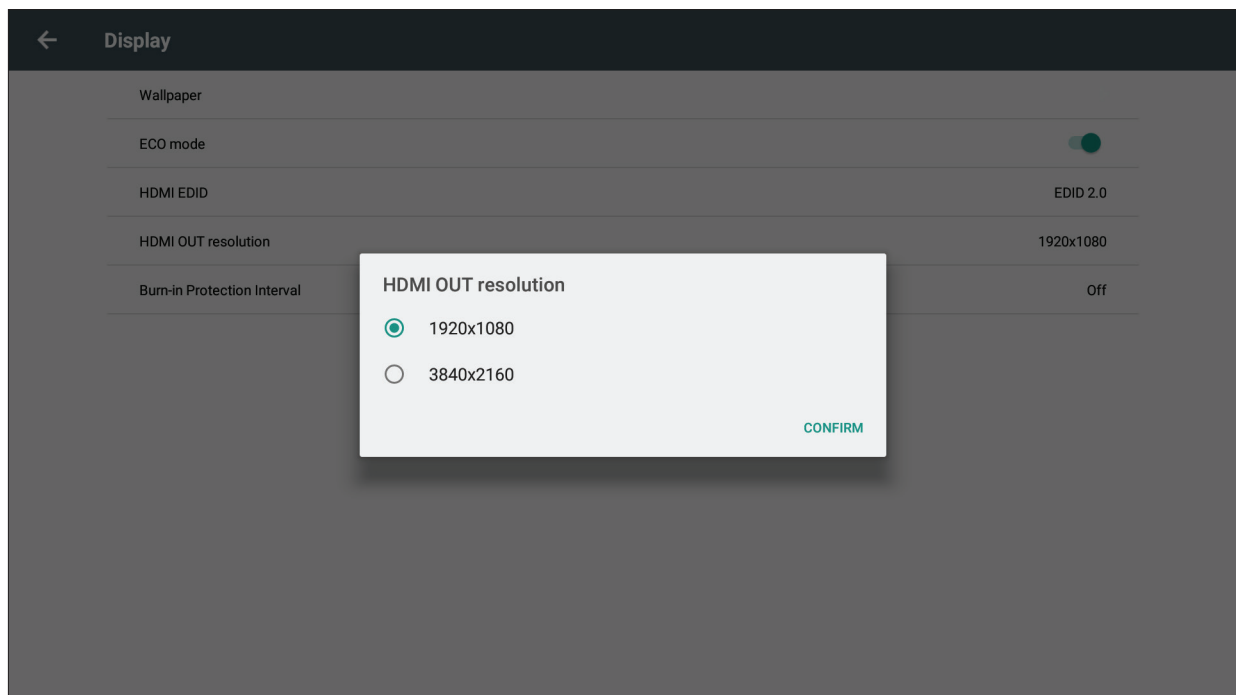 Display
Wallpaper
ECO mode
HDMI EDID EDID 2.0
HDMI OUT resolution 1920x1080
Burn-in Protection Interval Off
HDMI OUT resolution
1920x1080
3840x2160
CONFIRM